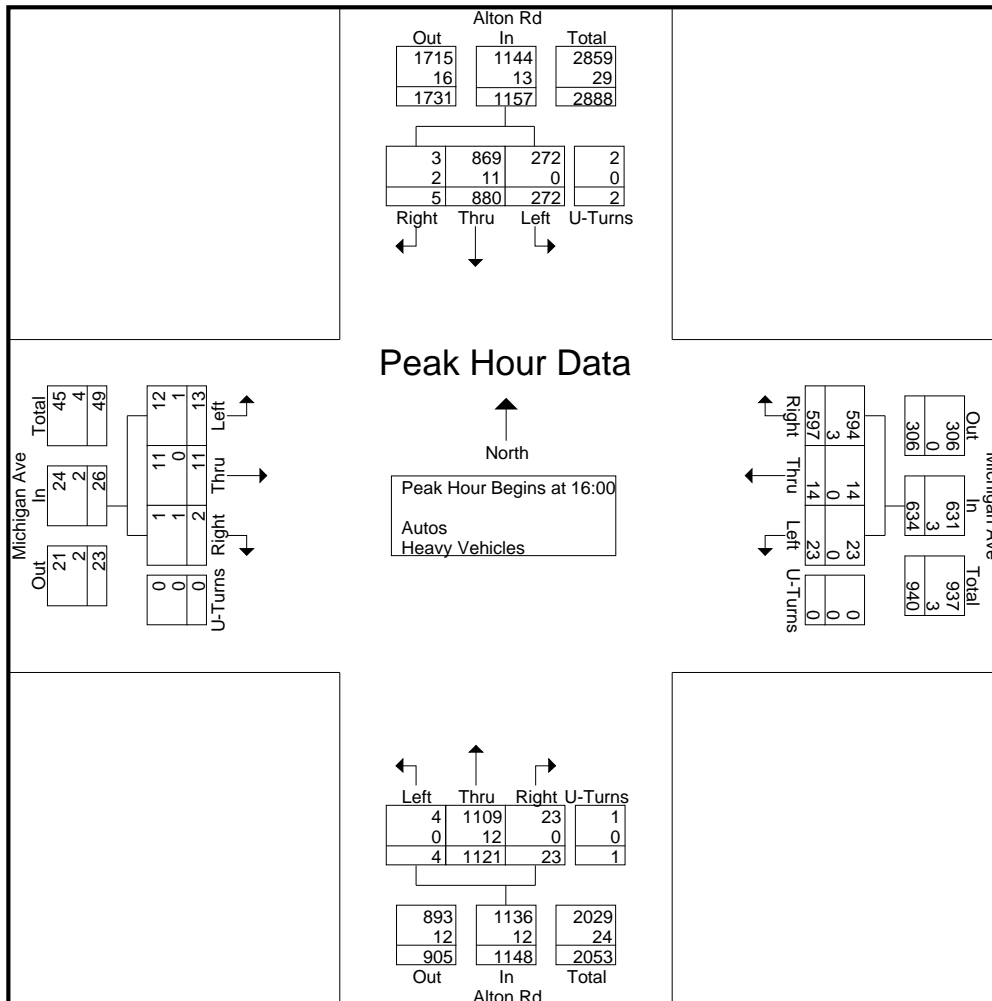 Alton Rd
Out In Total
1715 1144 2859
16 13 29
1731 1157 2888
3 869 272 2
2 11 0 0
5 880 272 2
Right Thru Left U-Turns
Peak Hour Data
North
Peak Hour Begins at 16:00
Autos
Heavy Vehicles
Michigan Ave
Out In Total
21 24 45
2 2 4
23 26 49
0 1 11 12
0 1 0 1
0 2 11 13
U-Turns Right Thru Left
Michigan Ave
Out In Total
306 631 937
0 3 3
306 634 940
594 14 23 0
3 0 0 0
597 14 23 0
Right Thru Left U-Turns
Left Thru Right U-Turns
4 1109 23 1
0 12 0 0
4 1121 23 1
893 1136 2029
12 12 24
905 1148 2053
Out In Total
Alton Rd